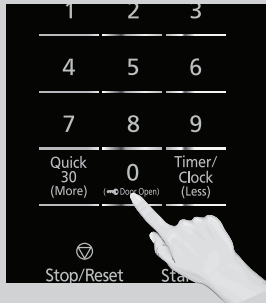 1 2 3
4 5 6
7 8 9
Quick 0 Timer/
30 (Door Open) Clock
(More) (Less)
Stop/Reset